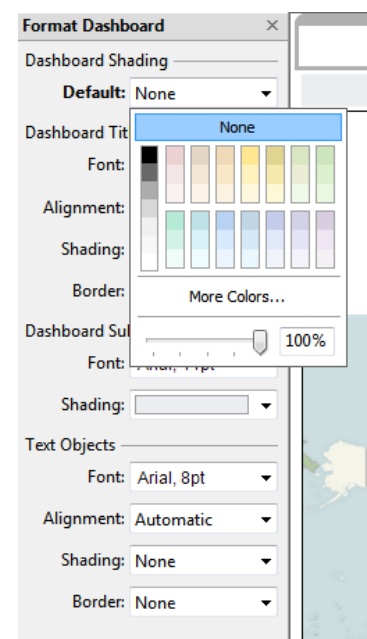 Format Dashboard
Dashboard Shading
Default: None
None
Dashboard Tit
Font:
Alignment:
Shading:
Border:
More Colors...
100%
Dashboard Sul
Font:
Shading:
Text Objects
Font: Arial, 8pt
Alignment: Automatic
Shading: None
Border: None